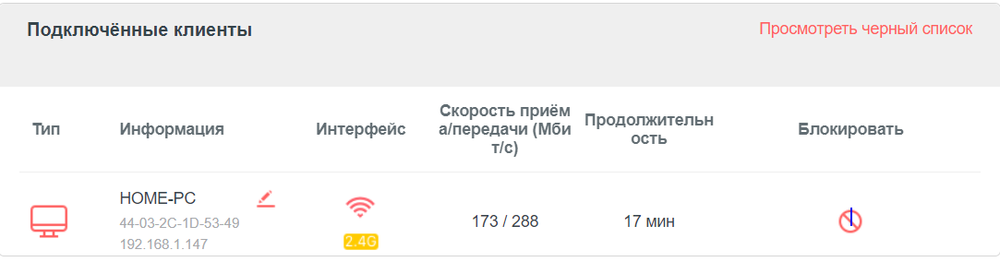 Подключённые клиенты
Просмотреть черный список
Тип
Информация
Интерфейс
Скорость приём
а/передачи (Мби
т/с)
Продолжительн
ость
Блокировать
HOME-PC
44-03-2C-1D-53-49
192.168.1.147
2.4G
173 / 288
17 мин